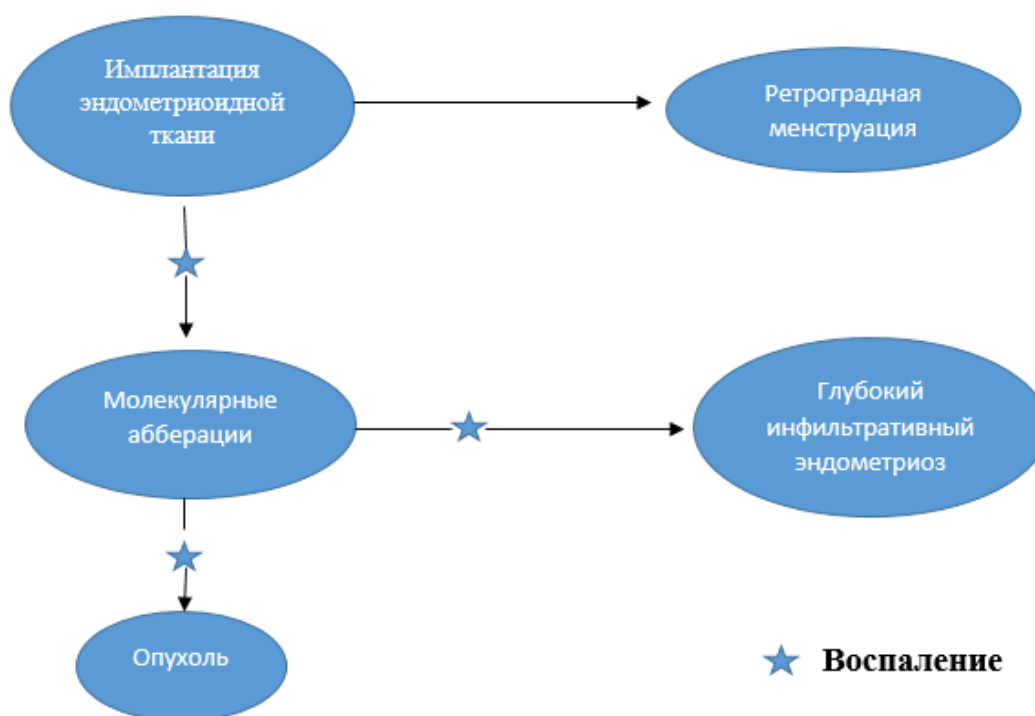 Имплантация
эндометриоидной
ткани
Ретроградная
менструация
Молекулярные
абберации
Глубокий
инфильтративный
эндометриоз
Опухоль
Воспаление